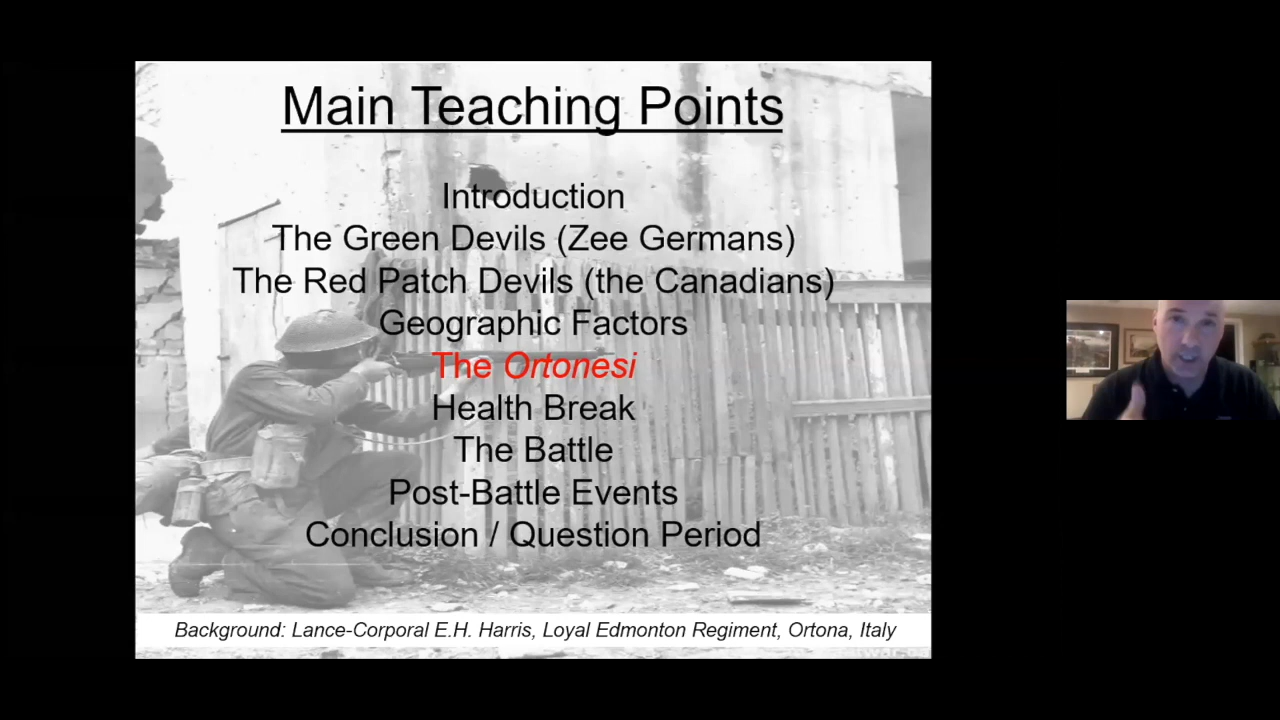 Main Teaching Points
Introduction
The Green Devils (Zee Germans)
The Red Patch Devils (the Canadians)
Geographic Factors
The Ortonesi
Health Break
The Battle
Post-Battle Events
Conclusion / Question Period
Background: Lance-Corporal E.H. Harris, Loyal Edmonton Regiment, Ortona, Italy